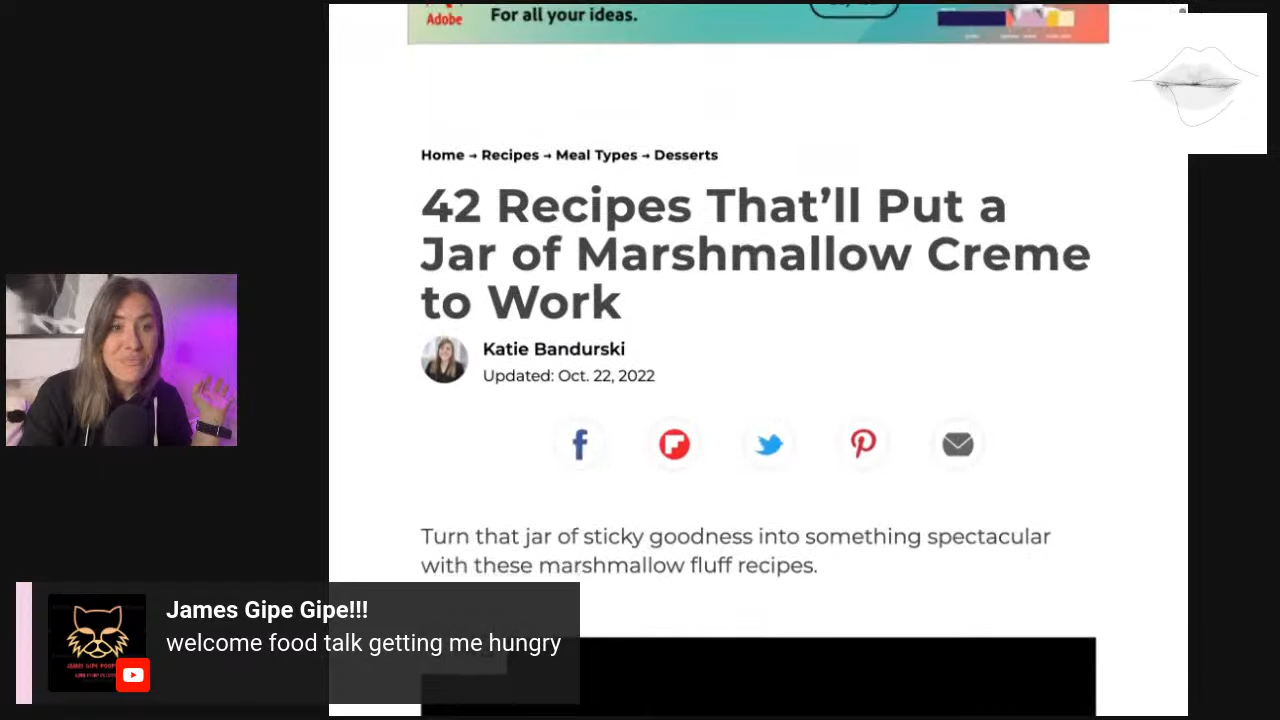 Adobe
For all your ideas.
Home → Recipes → Meal Types → Desserts
42 Recipes That’ll Put a
Jar of Marshmallow Creme
to Work
Katie Bandurski
Updated: Oct. 22, 2022
Turn that jar of sticky goodness into something spectacular
with these marshmallow fluff recipes.
James Gipe Gipe!!!
welcome food talk getting me hungry